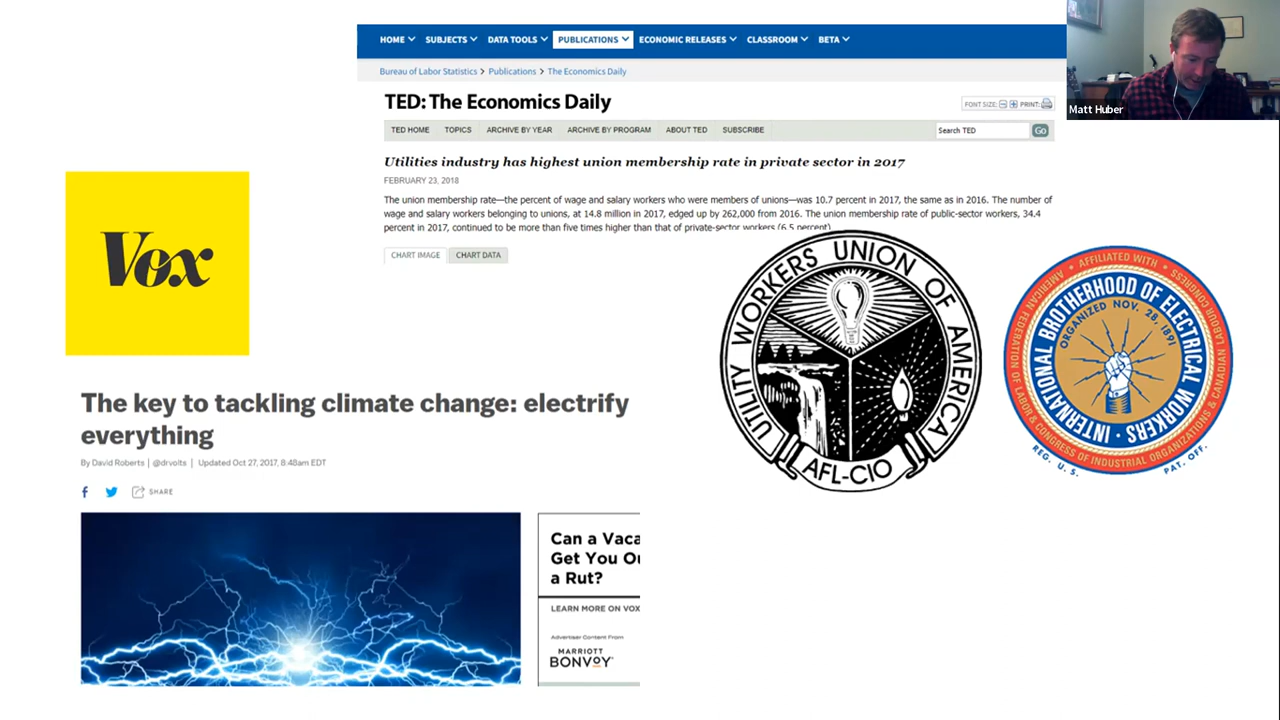 HOME SUBJECTS DATA TOOLS PUBLICATIONS ECONOMIC RELEASES CLASSROOM BETA
Bureau of Labor Statistics > Publications > The Economics Daily
TED: The Economics Daily
FONT SIZE: PRINT:
TED HOME TOPICS ARCHIVE BY YEAR ARCHIVE BY PROGRAM ABOUT TED SUBSCRIBE
Search TED Go
Utilities industry has highest union membership rate in private sector in 2017
FEBRUARY 23, 2018
The union membership rate—the percent of wage and salary workers who were members of unions—was 10.7 percent in 2017, the same as in 2016. The number of
wage and salary workers belonging to unions, at 14.8 million in 2017, edged up by 262,000 from 2016. The union membership rate of public-sector workers, 34.4
percent in 2017, continued to be more than five times higher than that of private-sector workers (6.5 percent).
CHART IMAGE CHART DATA
Matt Huber
Vox
The key to tackling climate change: electrify
everything
By David Roberts | @drvolts | Updated Oct 27, 2017, 8:48am EDT
SHARE
Can a Vaca
Get You Ou
a Rut?
LEARN MORE ON VOX
Advertiser Content From
MARRIOTT
BONVOY
UTILITY WORKERS UNION OF AMERICA
AFL-CIO
AFFILIATED WITH
AMERICAN FEDERATION OF LABOR & CONGRESS OF INDUSTRIAL ORGANIZATIONS & CANADIAN LABOUR CONGRESS
INTERNATIONAL BROTHERHOOD OF ELECTRICAL WORKERS
ORGANIZED NOV. 28, 1891
REG. U. S. PAT. OFF.